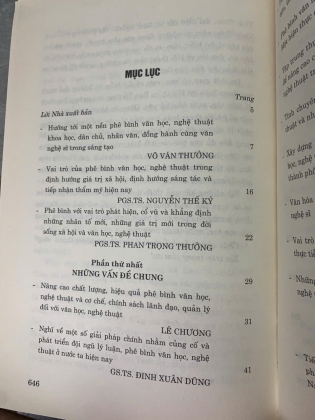 MỤC LỤC
Trang
Lời Nhà xuất bản 5
- Hướng tới một nền phê bình văn học, nghệ thuật
khoa học, dân chủ, nhân văn, đồng hành cùng văn
nghệ sĩ trong sáng tạo 7
VÕ VĂN THƯỞNG
- Vai trò của phê bình văn học, nghệ thuật trong
định hướng giá trị xã hội, định hướng sáng tác và
tiếp nhận thẩm mỹ hiện nay 16
PGS.TS. NGUYỄN THẾ KỶ
- Phê bình với vai trò phát hiện, cổ vũ và khẳng định
những nhân tố mới, những giá trị mới trong đời
sống xã hội và văn học, nghệ thuật 22
PGS.TS. PHAN TRỌNG THƯỞNG
Phần thứ nhất
NHỮNG VẤN ĐỀ CHUNG 29
- Nâng cao chất lượng, hiệu quả phê bình văn học,
nghệ thuật và cơ chế, chính sách lãnh đạo, quản lý
đối với văn học, nghệ thuật 31
LÊ CHƯƠNG
- Nghĩ về một số giải pháp chính nhằm củng cố và
phát triển đội ngũ lý luận, phê bình văn học, nghệ
thuật ở nước ta hiện nay 41
GS.TS. ĐINH XUÂN DŨNG
646